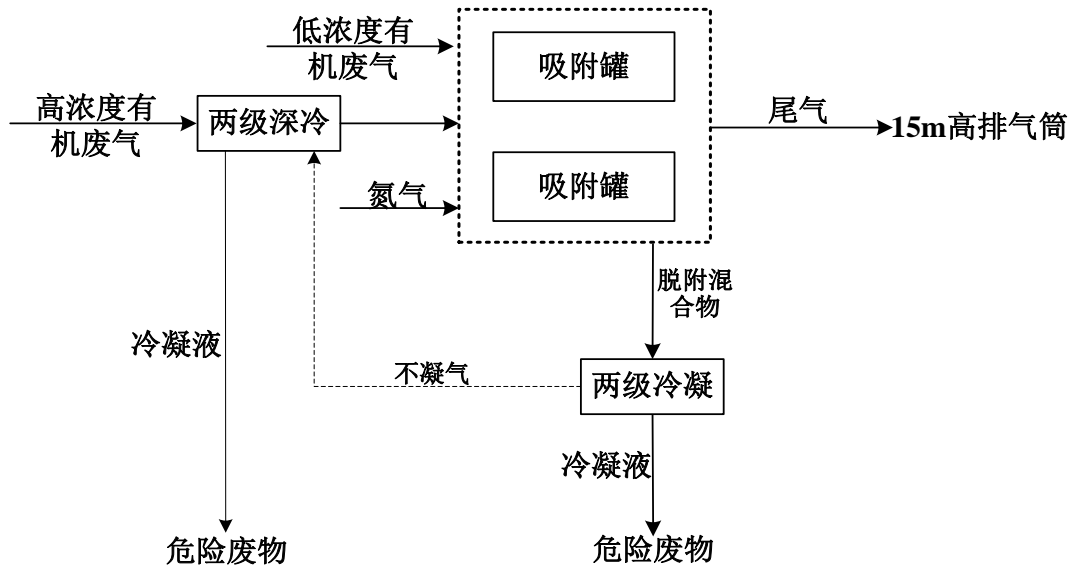 低浓度有
机废气
吸附罐
高浓度有
机废气
两级深冷
尾气
15m高排气筒
吸附罐
氮气
脱附混
合物
冷凝液
不凝气
两级冷凝
冷凝液
危险废物
危险废物